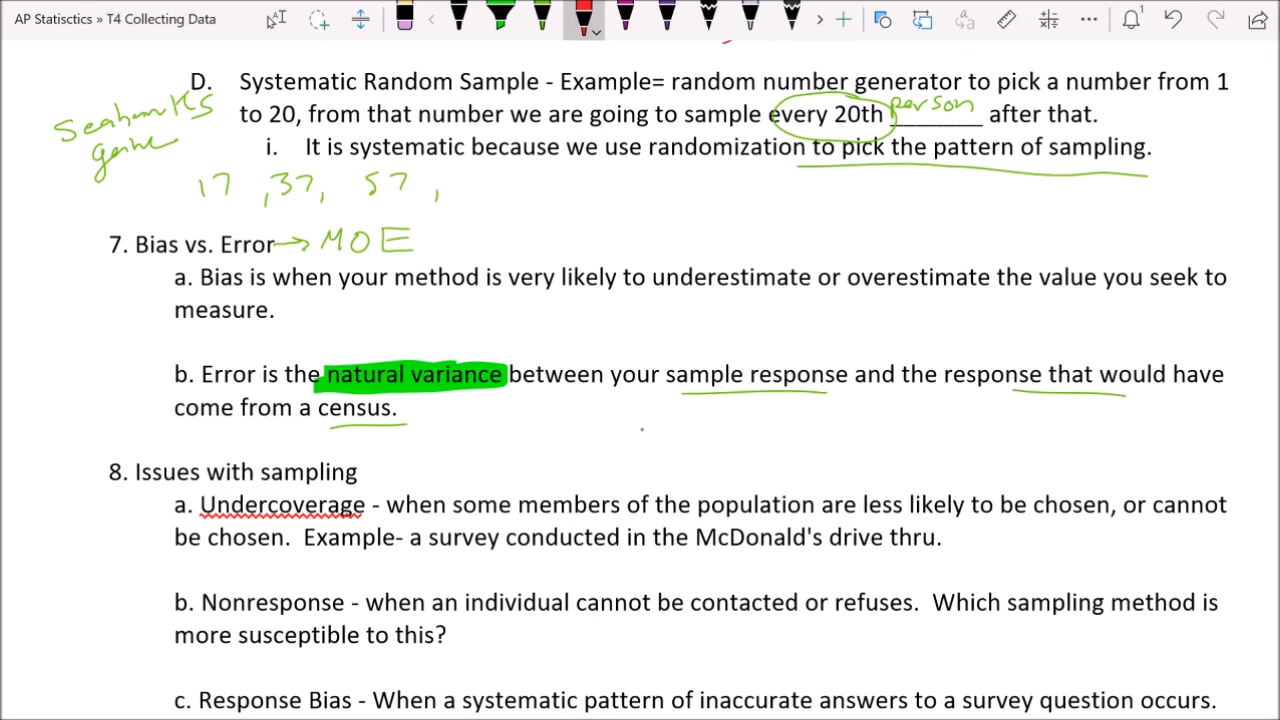 AP Statisctics » T4 Collecting Data
D. Systematic Random Sample - Example= random number generator to pick a number from 1
to 20, from that number we are going to sample every 20th person after that.
Seahawks
game
i. It is systematic because we use randomization to pick the pattern of sampling.
17 , 37, 57 ,
7. Bias vs. Error → MOE
a. Bias is when your method is very likely to underestimate or overestimate the value you seek to
measure.
b. Error is the natural variance between your sample response and the response that would have
come from a census.
8. Issues with sampling
a. Undercoverage - when some members of the population are less likely to be chosen, or cannot
be chosen. Example- a survey conducted in the McDonald's drive thru.
b. Nonresponse - when an individual cannot be contacted or refuses. Which sampling method is
more susceptible to this?
c. Response Bias - When a systematic pattern of inaccurate answers to a survey question occurs.